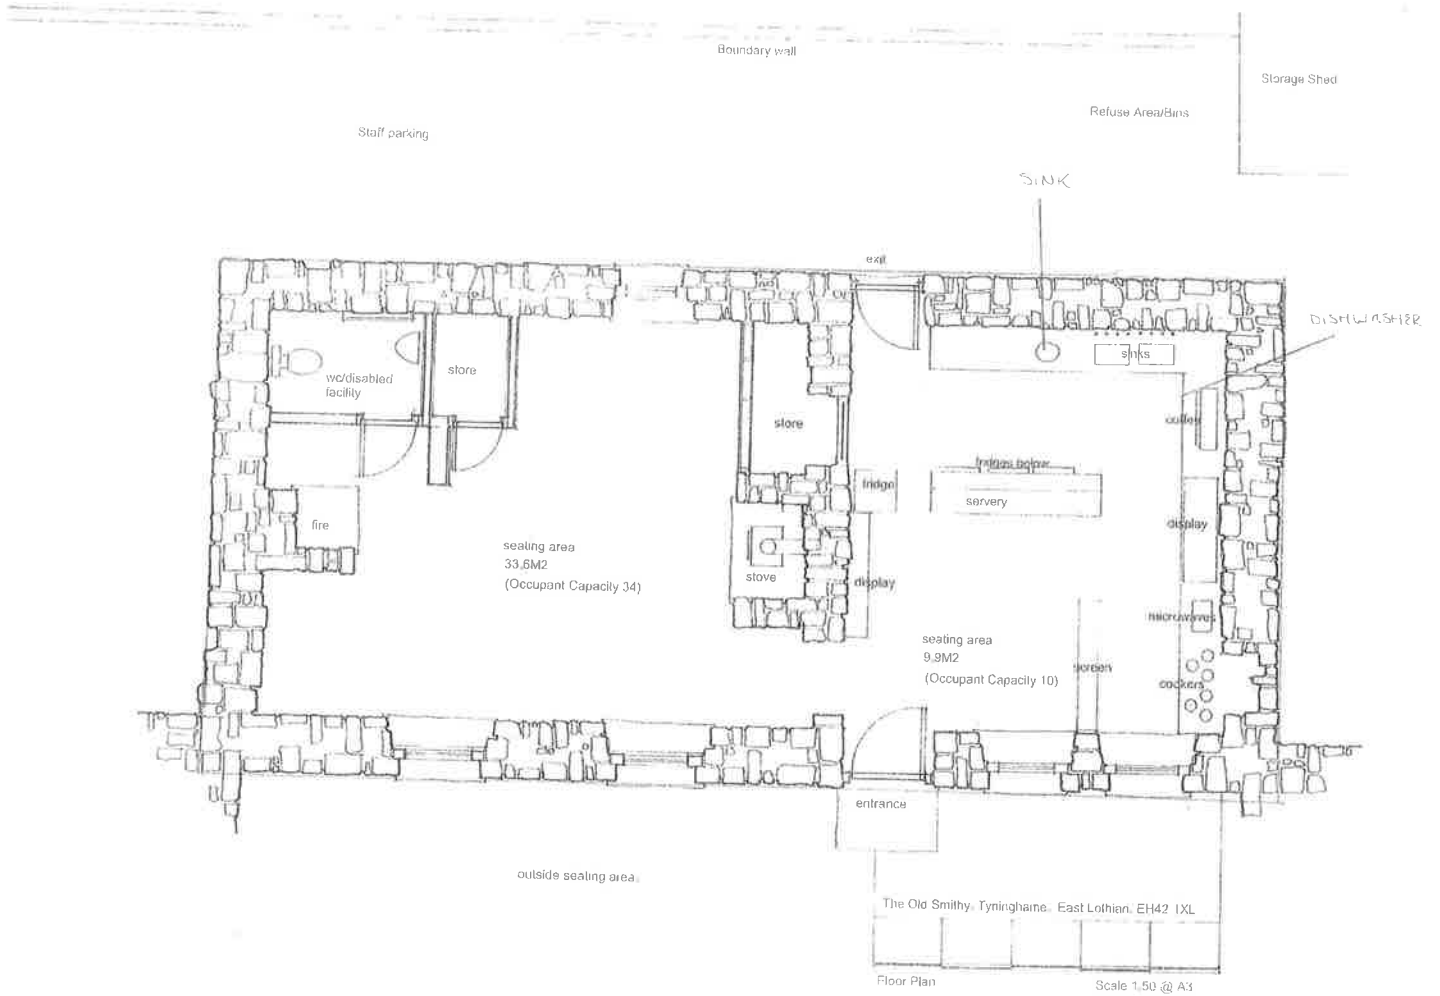 Boundary wall
Storage Shed
Refuse Area/Bins
Staff parking
SINK
exit
DISHWASHER
sinks
wc/disabled
facility
store
coffee
store
fridges below
fridge
servery
fire
display
seating area
33.6M2
(Occupant Capacity 34)
stove
display
microwaves
seating area
9.9M2
(Occupant Capacity 10)
screen
cookers
entrance
outside seating area.
The Old Smithy. Tyninghame. East Lothian. EH42 1XL
Floor Plan
Scale 1:50 @ A3